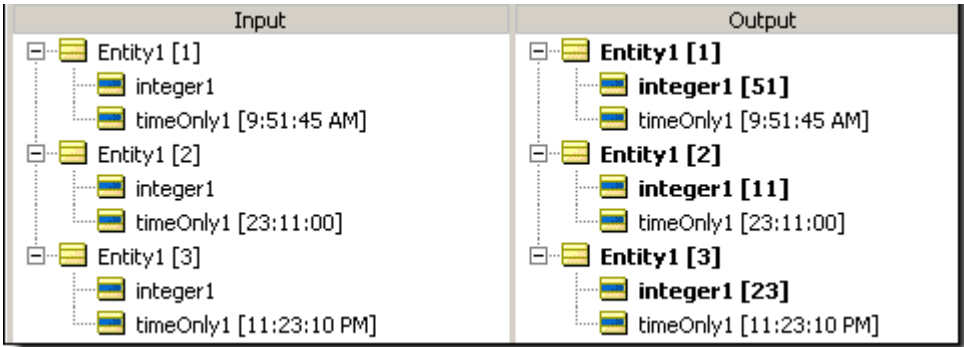 Input
Entity1 [1]
integer1
timeOnly1 [9:51:45 AM]
Entity1 [2]
integer1
timeOnly1 [23:11:00]
Entity1 [3]
integer1
timeOnly1 [11:23:10 PM]
Output
Entity1 [1]
integer1 [51]
timeOnly1 [9:51:45 AM]
Entity1 [2]
integer1 [11]
timeOnly1 [23:11:00]
Entity1 [3]
integer1 [23]
timeOnly1 [11:23:10 PM]